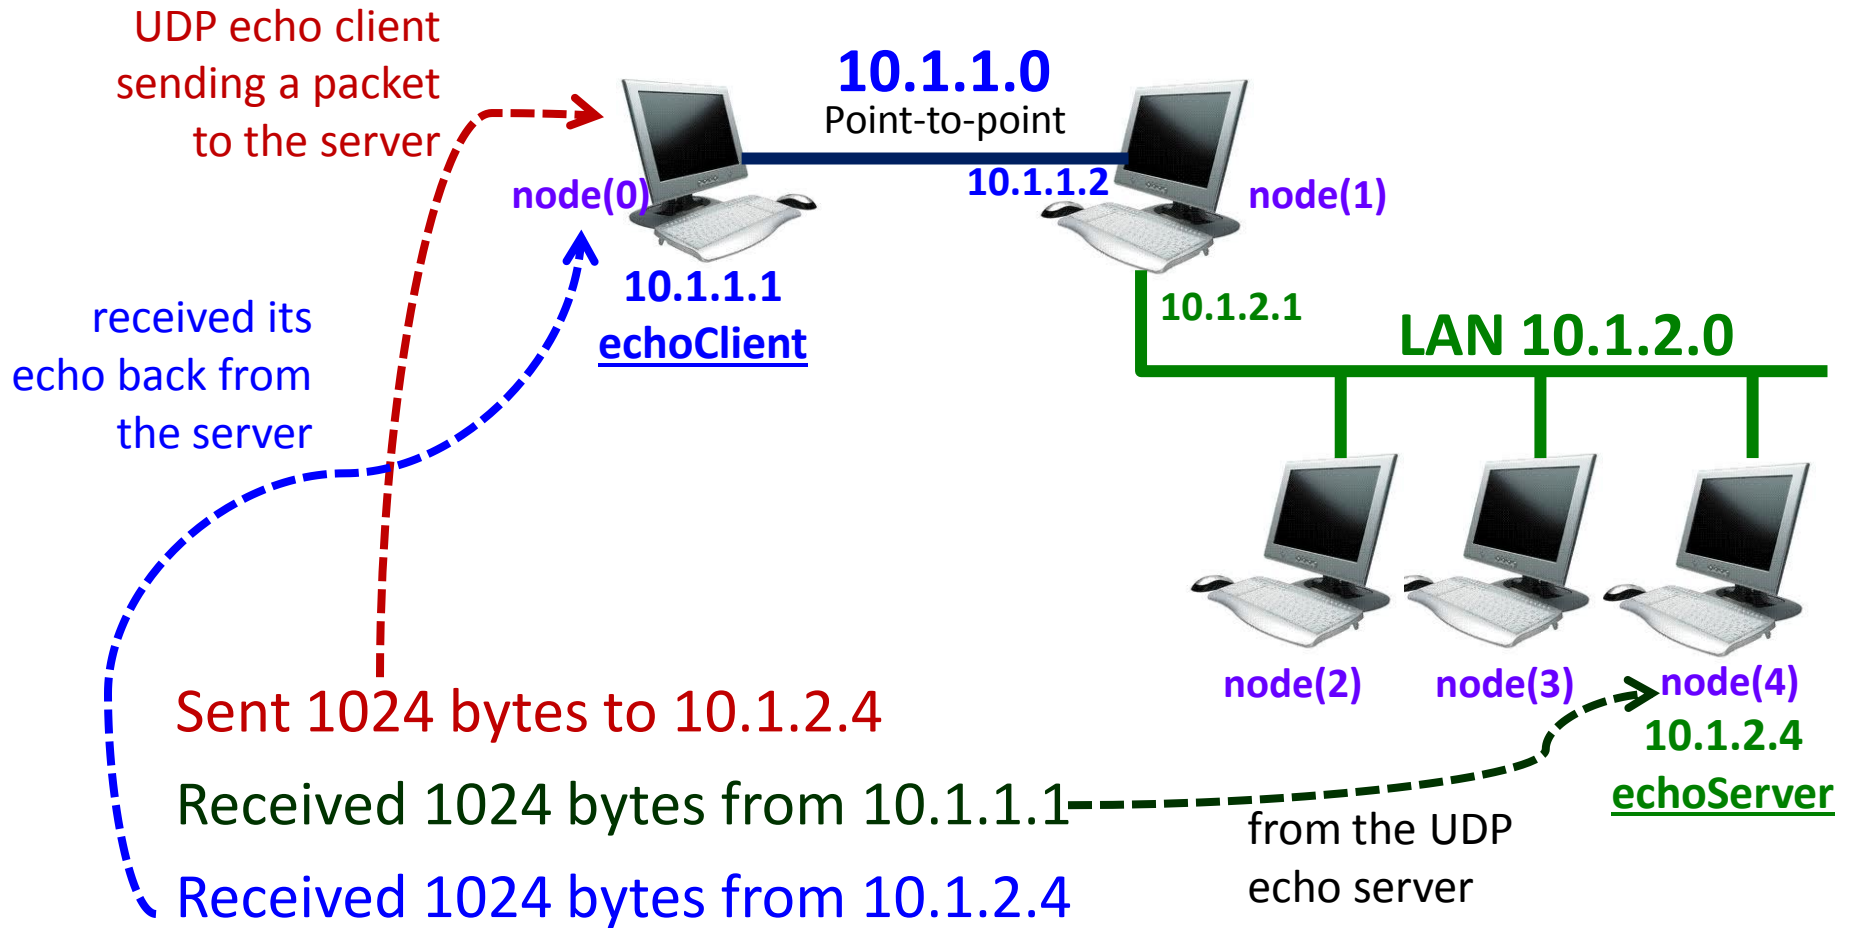 UDP echo client
sending a packet
to the server
10.1.1.0
Point-to-point
10.1.1.2
node(0)
node(1)
10.1.1.1
echoClient
10.1.2.1
LAN 10.1.2.0
received its
echo back from
the server
node(2)
node(3)
node(4)
10.1.2.4
echoServer
Sent 1024 bytes to 10.1.2.4
Received 1024 bytes from 10.1.1.1
from the UDP
echo server
Received 1024 bytes from 10.1.2.4